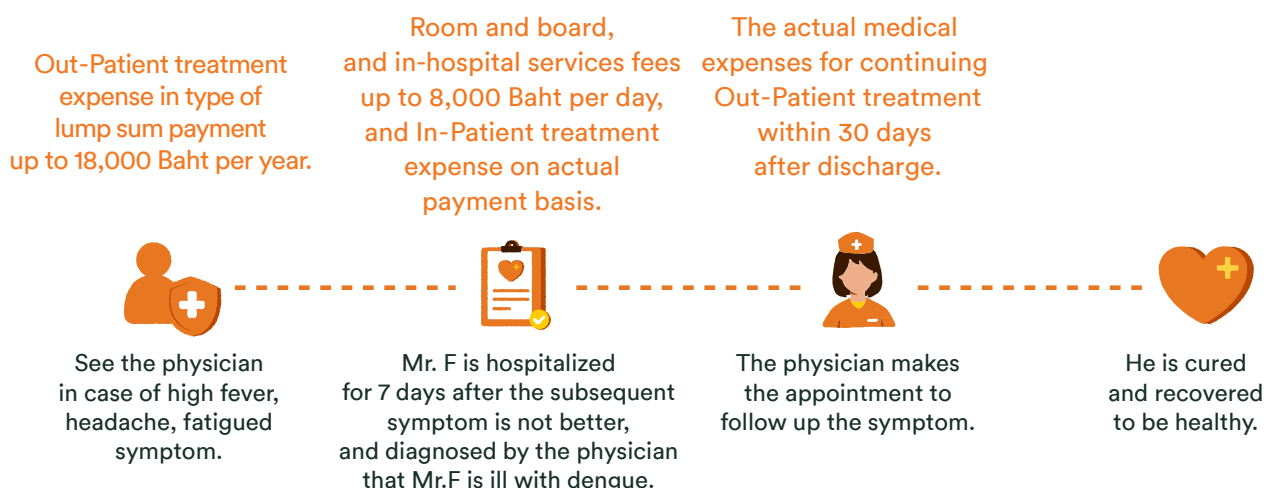 Out-Patient treatment
expense in type of
lump sum payment
up to 18,000 Baht per year.
Room and board,
and in-hospital services fees
up to 8,000 Baht per day,
and In-Patient treatment
expense on actual
payment basis.
The actual medical
expenses for continuing
Out-Patient treatment
within 30 days
after discharge.
See the physician
in case of high fever,
headache, fatigued
symptom.
Mr. F is hospitalized
for 7 days after the subsequent
symptom is not better,
and diagnosed by the physician
that Mr.F is ill with dengue.
The physician makes
the appointment to
follow up the symptom.
He is cured
and recovered
to be healthy.